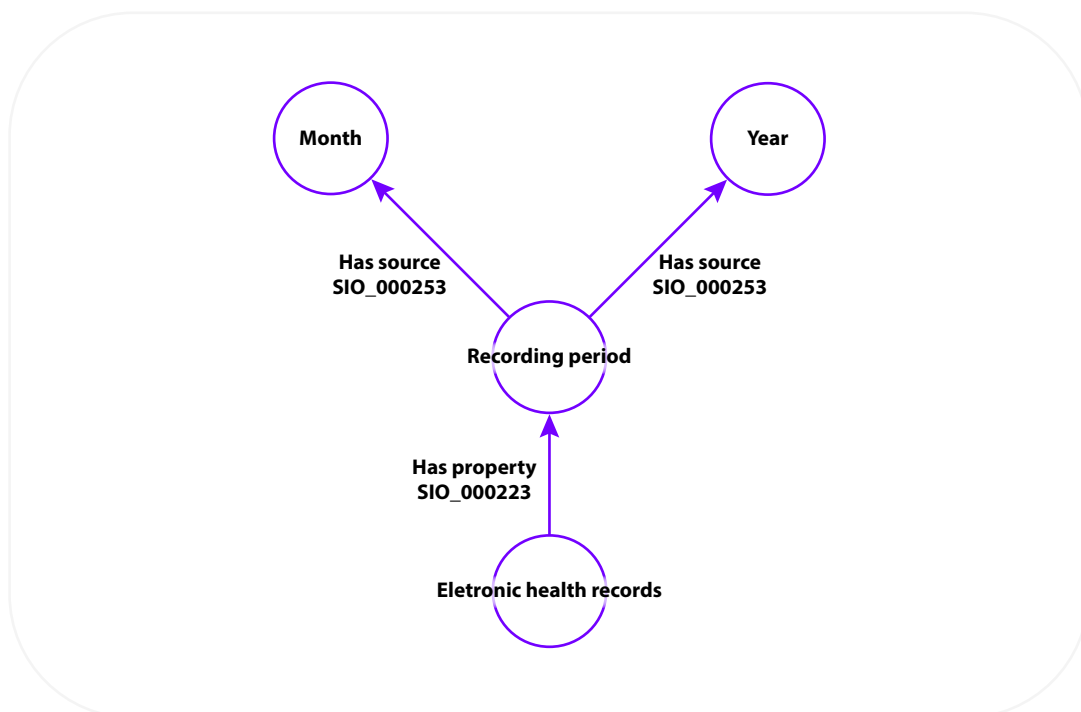 Month
Year
Has source
SIO_000253
Has source
SIO_000253
Recording period
Has property
SIO_000223
Eletronic health records